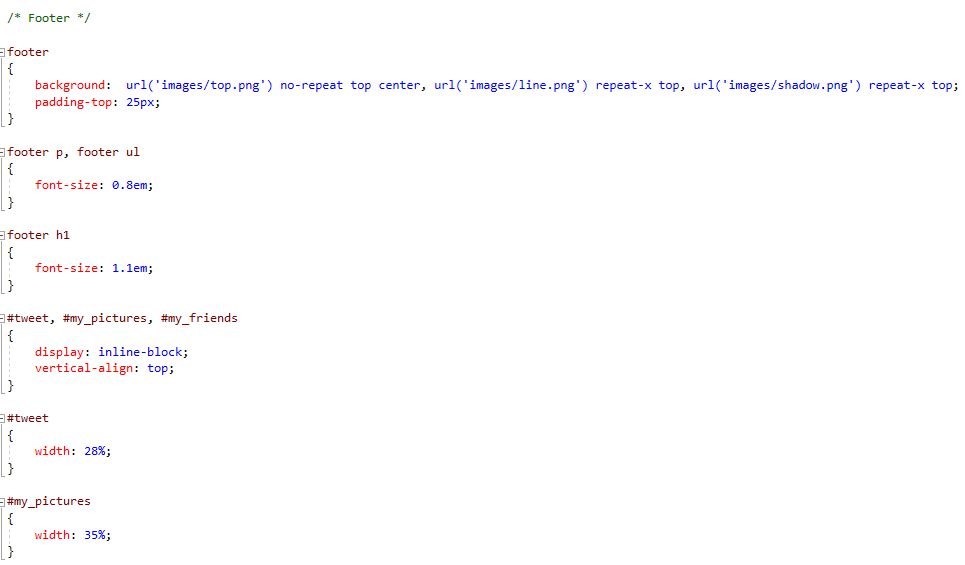 /* Footer */
footer
{
background:  url('images/top.png') no-repeat top center, url('images/line.png') repeat-x top, url('images/shadow.png') repeat-x top;
padding-top: 25px;
}
footer p, footer ul
{
font-size: 0.8em;
}
footer h1
{
font-size: 1.1em;
}
#tweet, #my_pictures, #my_friends
{
display: inline-block;
vertical-align: top;
}
#tweet
{
width: 28%;
}
#my_pictures
{
width: 35%;
}